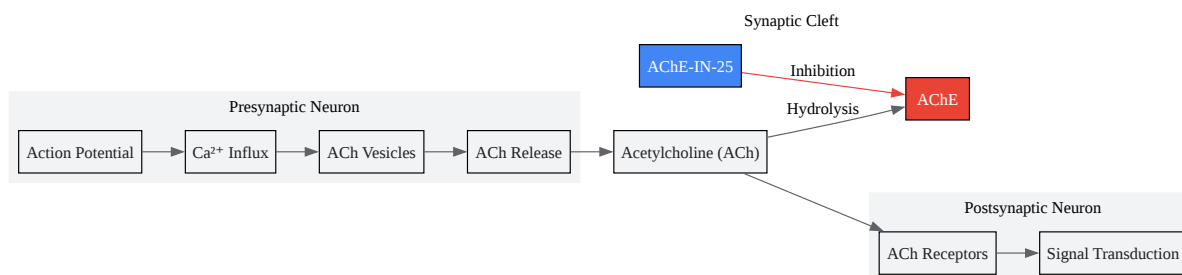 Synaptic Cleft
AChE-IN-25
Inhibition
AChE
Presynaptic Neuron
Hydrolysis
Action Potential
Ca²⁺ Influx
ACh Vesicles
ACh Release
Acetylcholine (ACh)
Postsynaptic Neuron
ACh Receptors
Signal Transduction